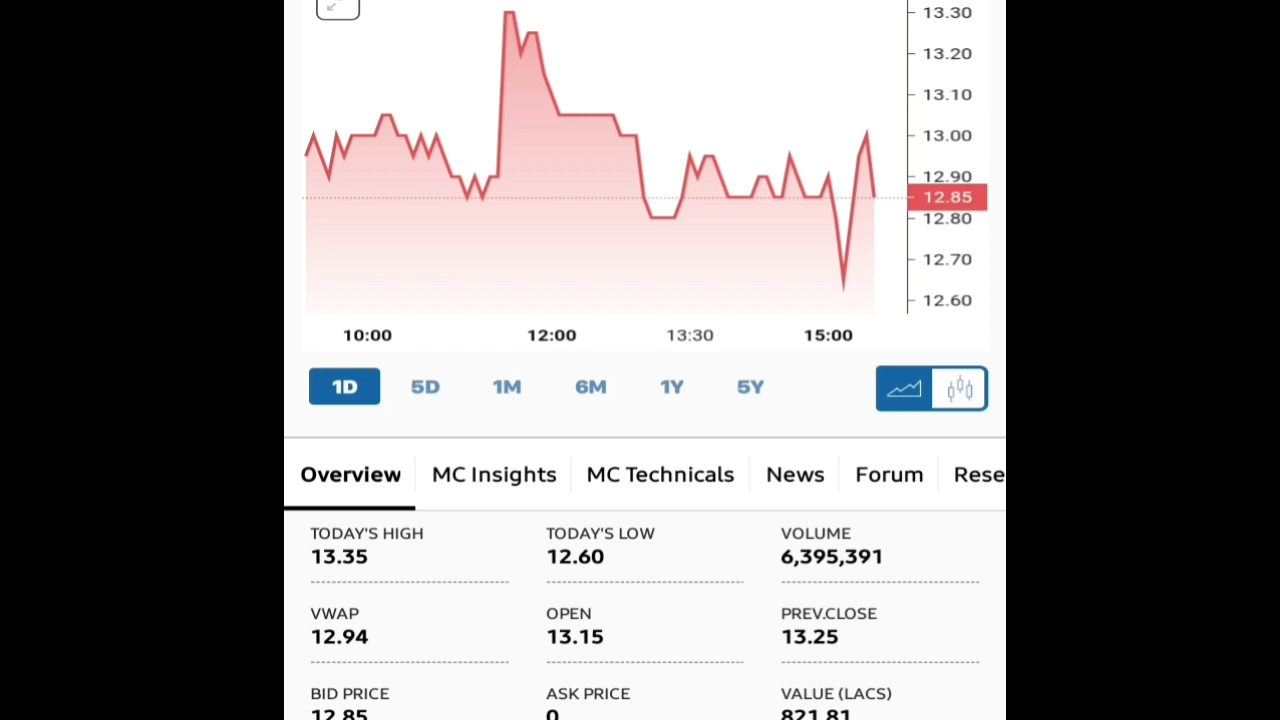 13.30
13.20
13.10
13.00
12.90
12.85
12.80
12.70
12.60
10:00 12:00 13:30 15:00
1D 5D 1M 6M 1Y 5Y
Overview MC Insights MC Technicals News Forum Rese
TODAY'S HIGH TODAY'S LOW VOLUME
13.35 12.60 6,395,391
VWAP OPEN PREV.CLOSE
12.94 13.15 13.25
BID PRICE ASK PRICE VALUE (LACS)
12.85 0 821.81